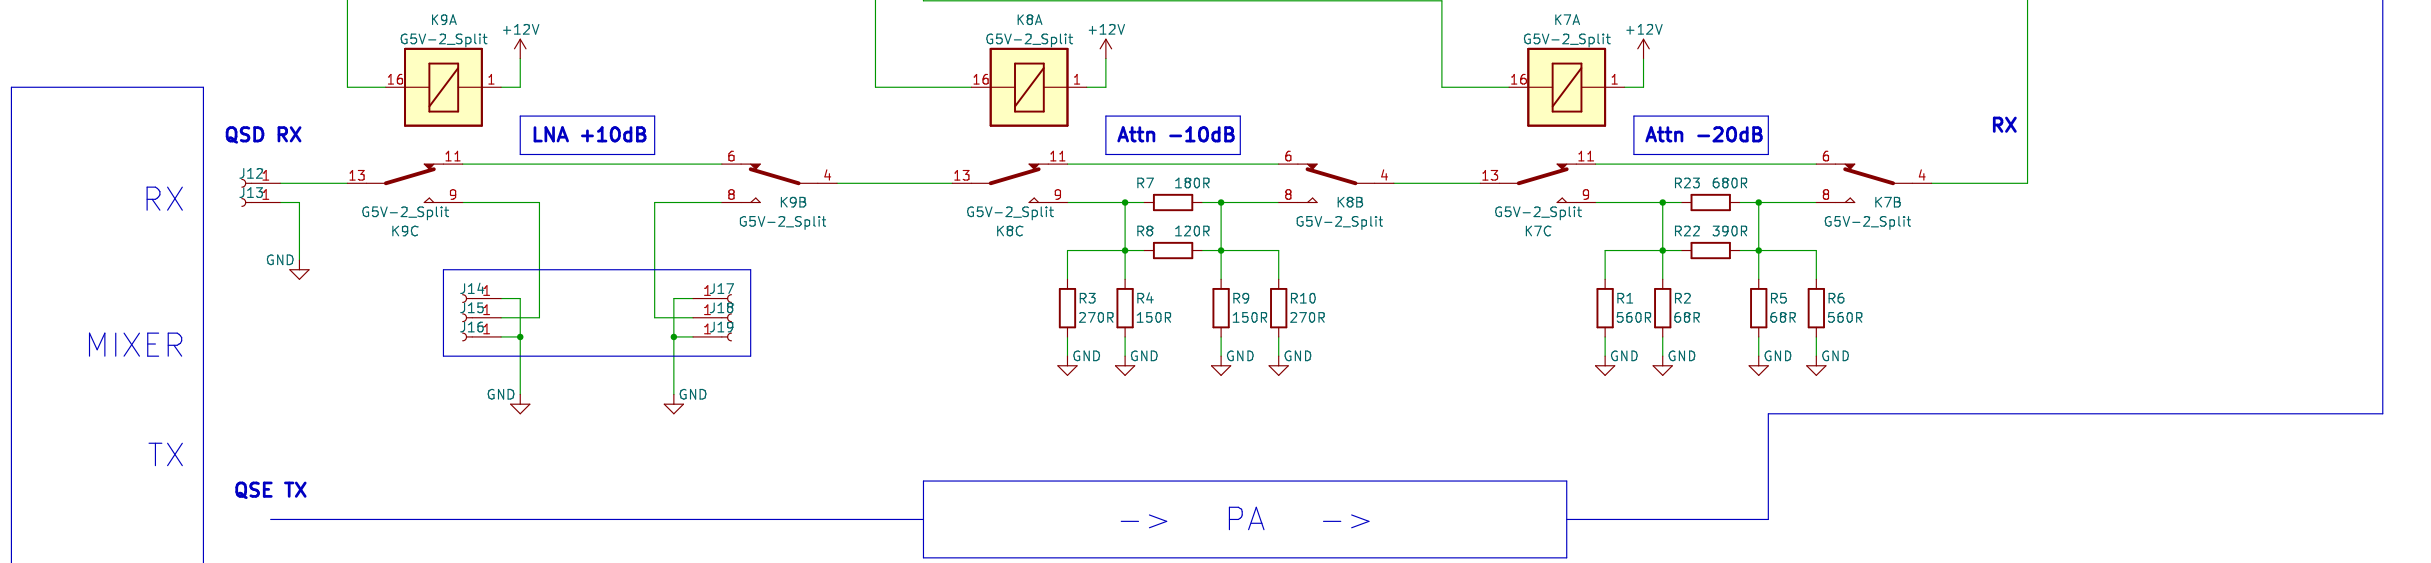 K9A
G5V-2_Split
+12V
16
1
K8A
G5V-2_Split
+12V
16
1
K7A
G5V-2_Split
+12V
16
1
QSD RX
LNA +10dB
Attn -10dB
Attn -20dB
RX
J12
1
J13
1
13
11
9
G5V-2_Split
K9C
6
4
8
K9B
G5V-2_Split
13
11
9
G5V-2_Split
K8C
R7 180R
R8 120R
6
4
8
K8B
G5V-2_Split
13
11
9
G5V-2_Split
K7C
R23 680R
R22 390R
6
4
8
K7B
G5V-2_Split
RX
GND
J14
1
J15
1
J16
1
1
J17
1
J18
1
J19
GND
GND
R3
270R
R4
150R
R9
150R
R10
270R
GND
GND
GND
GND
R1
560R
R2
68R
R5
68R
R6
560R
GND
GND
GND
GND
MIXER
TX
QSE TX
-> PA ->